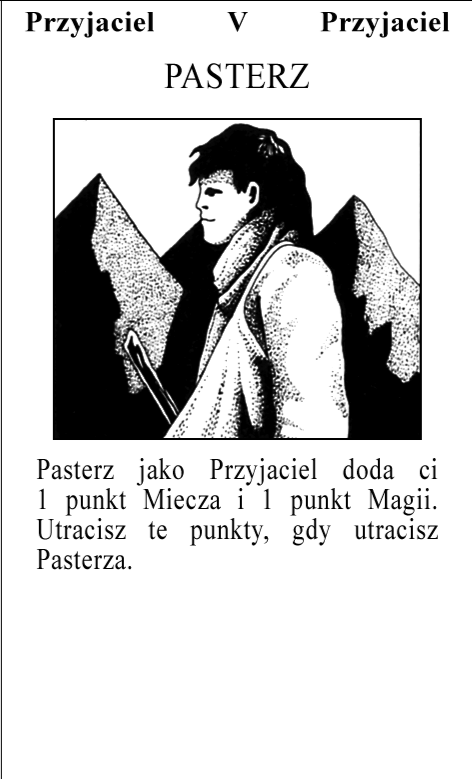 Przyjaciel V Przyjaciel
PASTERZ
Pasterz jako Przyjaciel doda ci
1 punkt Miecza i 1 punkt Magii.
Utracisz te punkty, gdy utracisz
Pasterza.